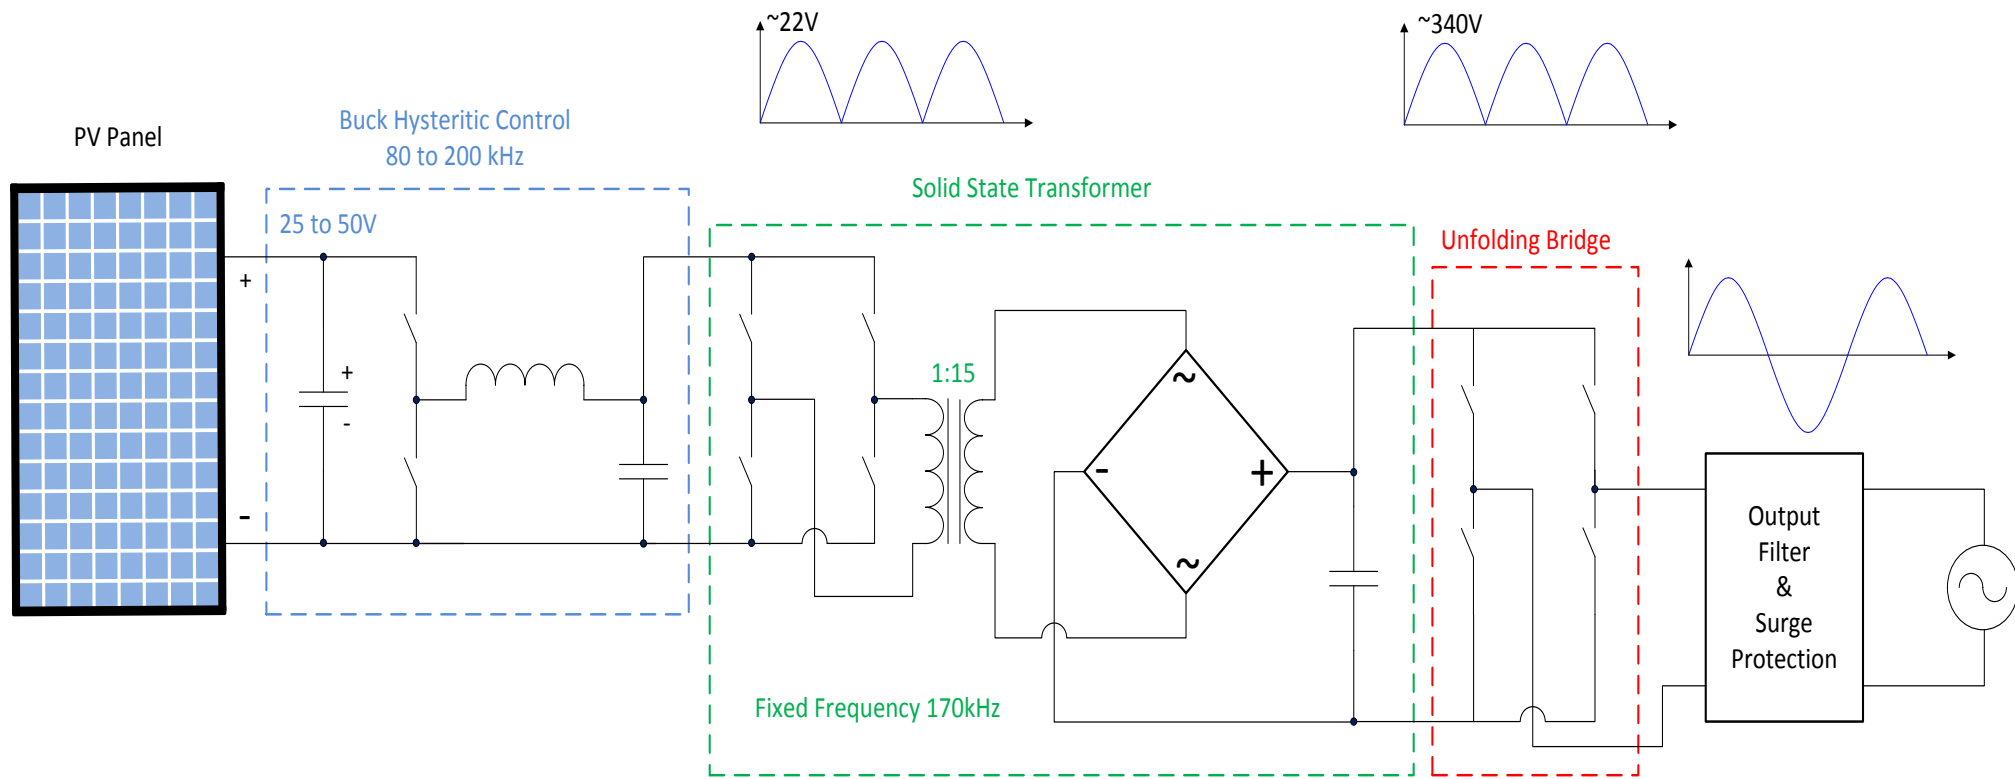 ~22V
~340V
PV Panel
Buck Hysteritic Control
80 to 200 kHz
Solid State Transformer
25 to 50V
Unfolding Bridge
+
+
-
-
1:15
~
-
+
~
Output
Filter
&
Surge
Protection
Fixed Frequency 170kHz